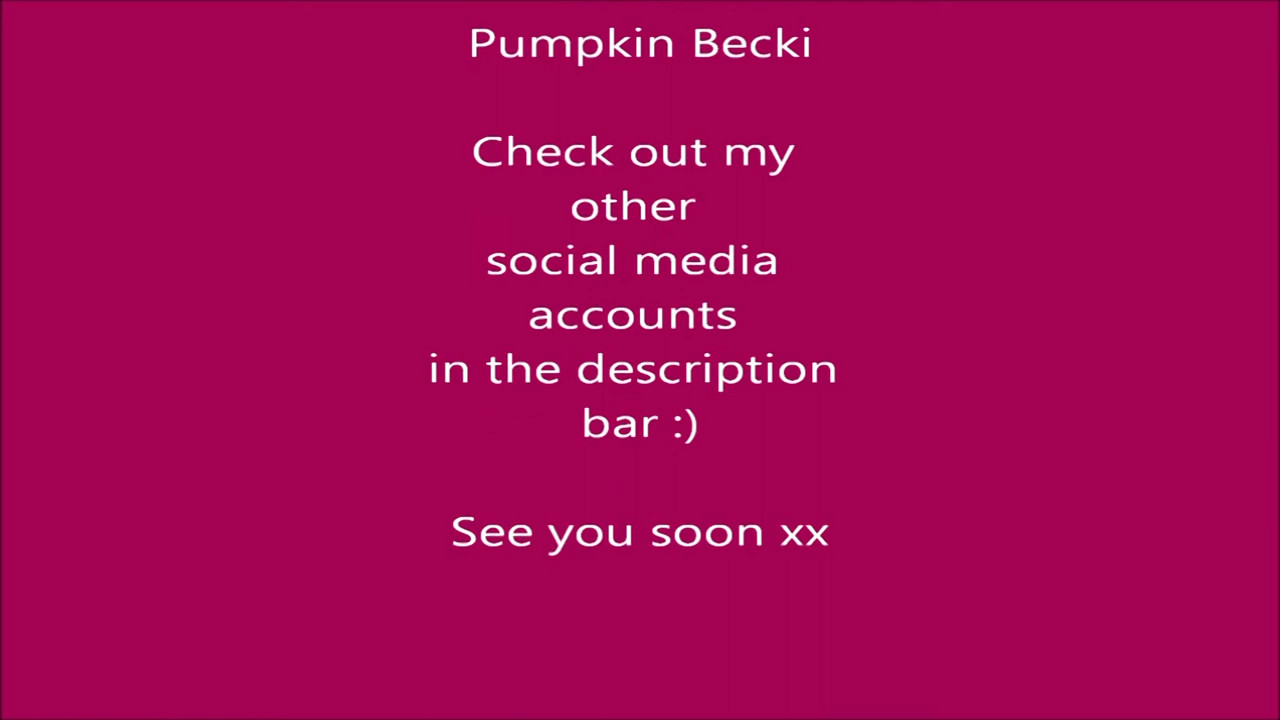 Pumpkin Becki
Check out my
other
social media
accounts
in the description
bar :)
See you soon xx